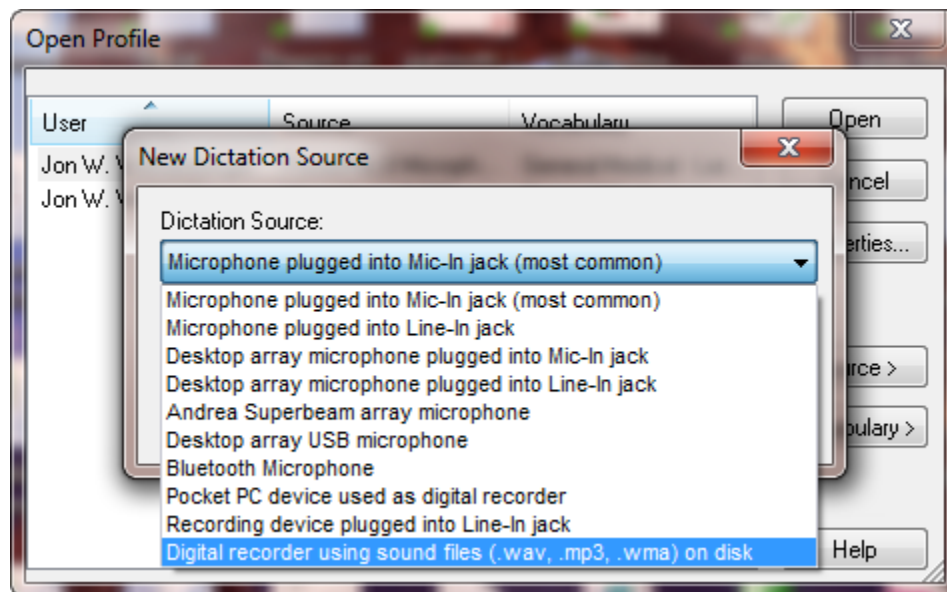 Open Profile
User Source Vocabulary Open
Jon W.
Jon W.
New Dictation Source
Dictation Source:
Microphone plugged into Mic-In jack (most common)
Microphone plugged into Mic-In jack (most common)
Microphone plugged into Line-In jack
Desktop array microphone plugged into Mic-In jack
Desktop array microphone plugged into Line-In jack
Andrea Superbeam array microphone
Desktop array USB microphone
Bluetooth Microphone
Pocket PC device used as digital recorder
Recording device plugged into Line-In jack
Digital recorder using sound files (.wav, .mp3, .wma) on disk
ncel
erties...
rce >
bulary >
Help